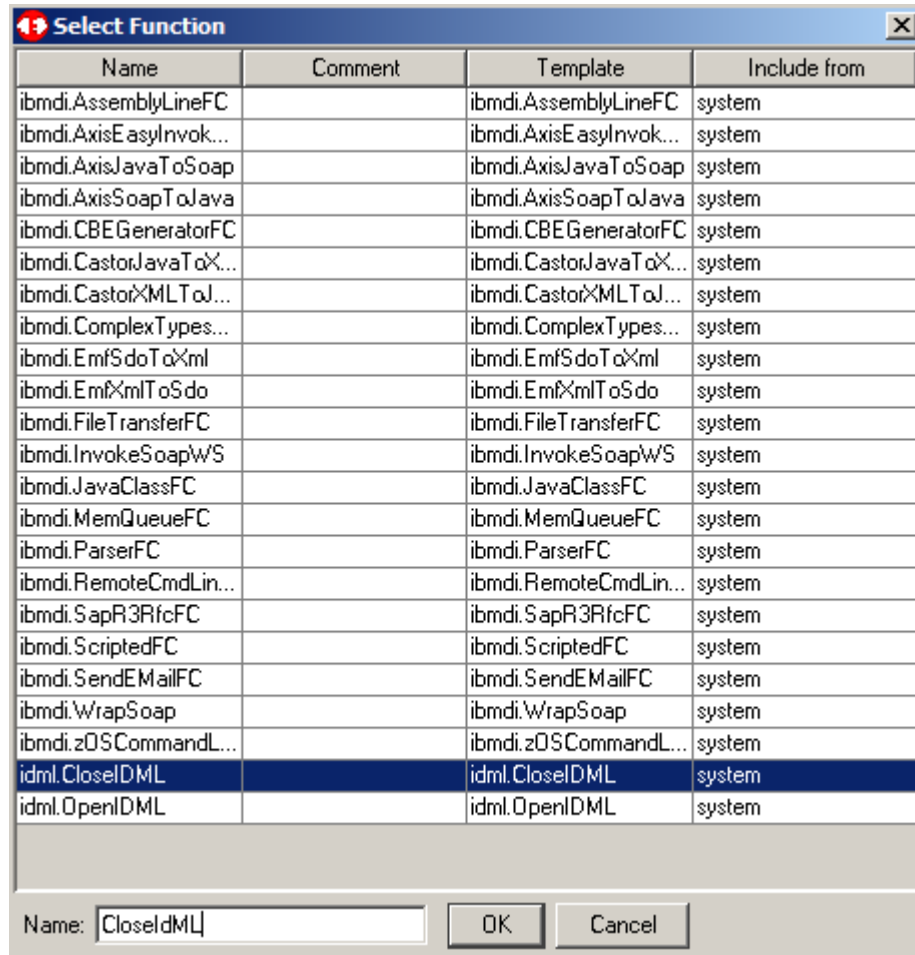 Select Function
Name Comment Template Include from
ibmdi.AssemblyLineFC ibmdi.AssemblyLineFC system
ibmdi.AxisEasyInvok... ibmdi.AxisEasyInvok... system
ibmdi.AxisJavaToSoap ibmdi.AxisJavaToSoap system
ibmdi.AxisSoapToJava ibmdi.AxisSoapToJava system
ibmdi.CBEGeneratorFC ibmdi.CBEGeneratorFC system
ibmdi.CastorJavaToX... ibmdi.CastorJavaToX... system
ibmdi.CastorXMLToJ... ibmdi.CastorXMLToJ... system
ibmdi.ComplexTypes... ibmdi.ComplexTypes... system
ibmdi.EmfSdoToXml ibmdi.EmfSdoToXml system
ibmdi.EmfXmlToSdo ibmdi.EmfXmlToSdo system
ibmdi.FileTransferFC ibmdi.FileTransferFC system
ibmdi.InvokeSoapWS ibmdi.InvokeSoapWS system
ibmdi.JavaClassFC ibmdi.JavaClassFC system
ibmdi.MemQueueFC ibmdi.MemQueueFC system
ibmdi.ParserFC ibmdi.ParserFC system
ibmdi.RemoteCmdLin... ibmdi.RemoteCmdLin... system
ibmdi.SapR3RfcFC ibmdi.SapR3RfcFC system
ibmdi.ScriptedFC ibmdi.ScriptedFC system
ibmdi.SendEMailFC ibmdi.SendEMailFC system
ibmdi.WrapSoap ibmdi.WrapSoap system
ibmdi.zOSCommandL... ibmdi.zOSCommandL... system
idml.CloseIDML idml.CloseIDML system
idml.OpenIDML idml.OpenIDML system
Name: CloseIdML OK Cancel